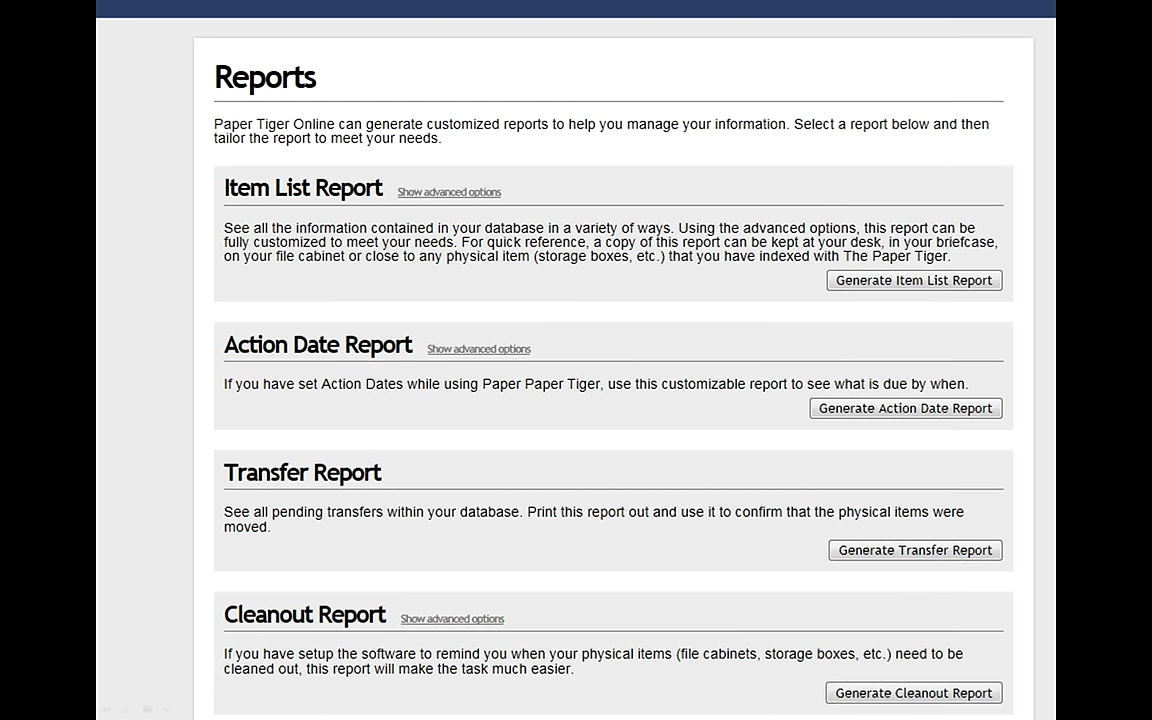 Reports
Paper Tiger Online can generate customized reports to help you manage your information. Select a report below and then
tailor the report to meet your needs.
Item List Report Show advanced options
See all the information contained in your database in a variety of ways. Using the advanced options, this report can be
fully customized to meet your needs. For quick reference, a copy of this report can be kept at your desk, in your briefcase,
on your file cabinet or close to any physical item (storage boxes, etc.) that you have indexed with The Paper Tiger.
Generate Item List Report
Action Date Report Show advanced options
If you have set Action Dates while using Paper Paper Tiger, use this customizable report to see what is due by when.
Generate Action Date Report
Transfer Report
See all pending transfers within your database. Print this report out and use it to confirm that the physical items were
moved.
Generate Transfer Report
Cleanout Report Show advanced options
If you have setup the software to remind you when your physical items (file cabinets, storage boxes, etc.) need to be
cleaned out, this report will make the task much easier.
Generate Cleanout Report